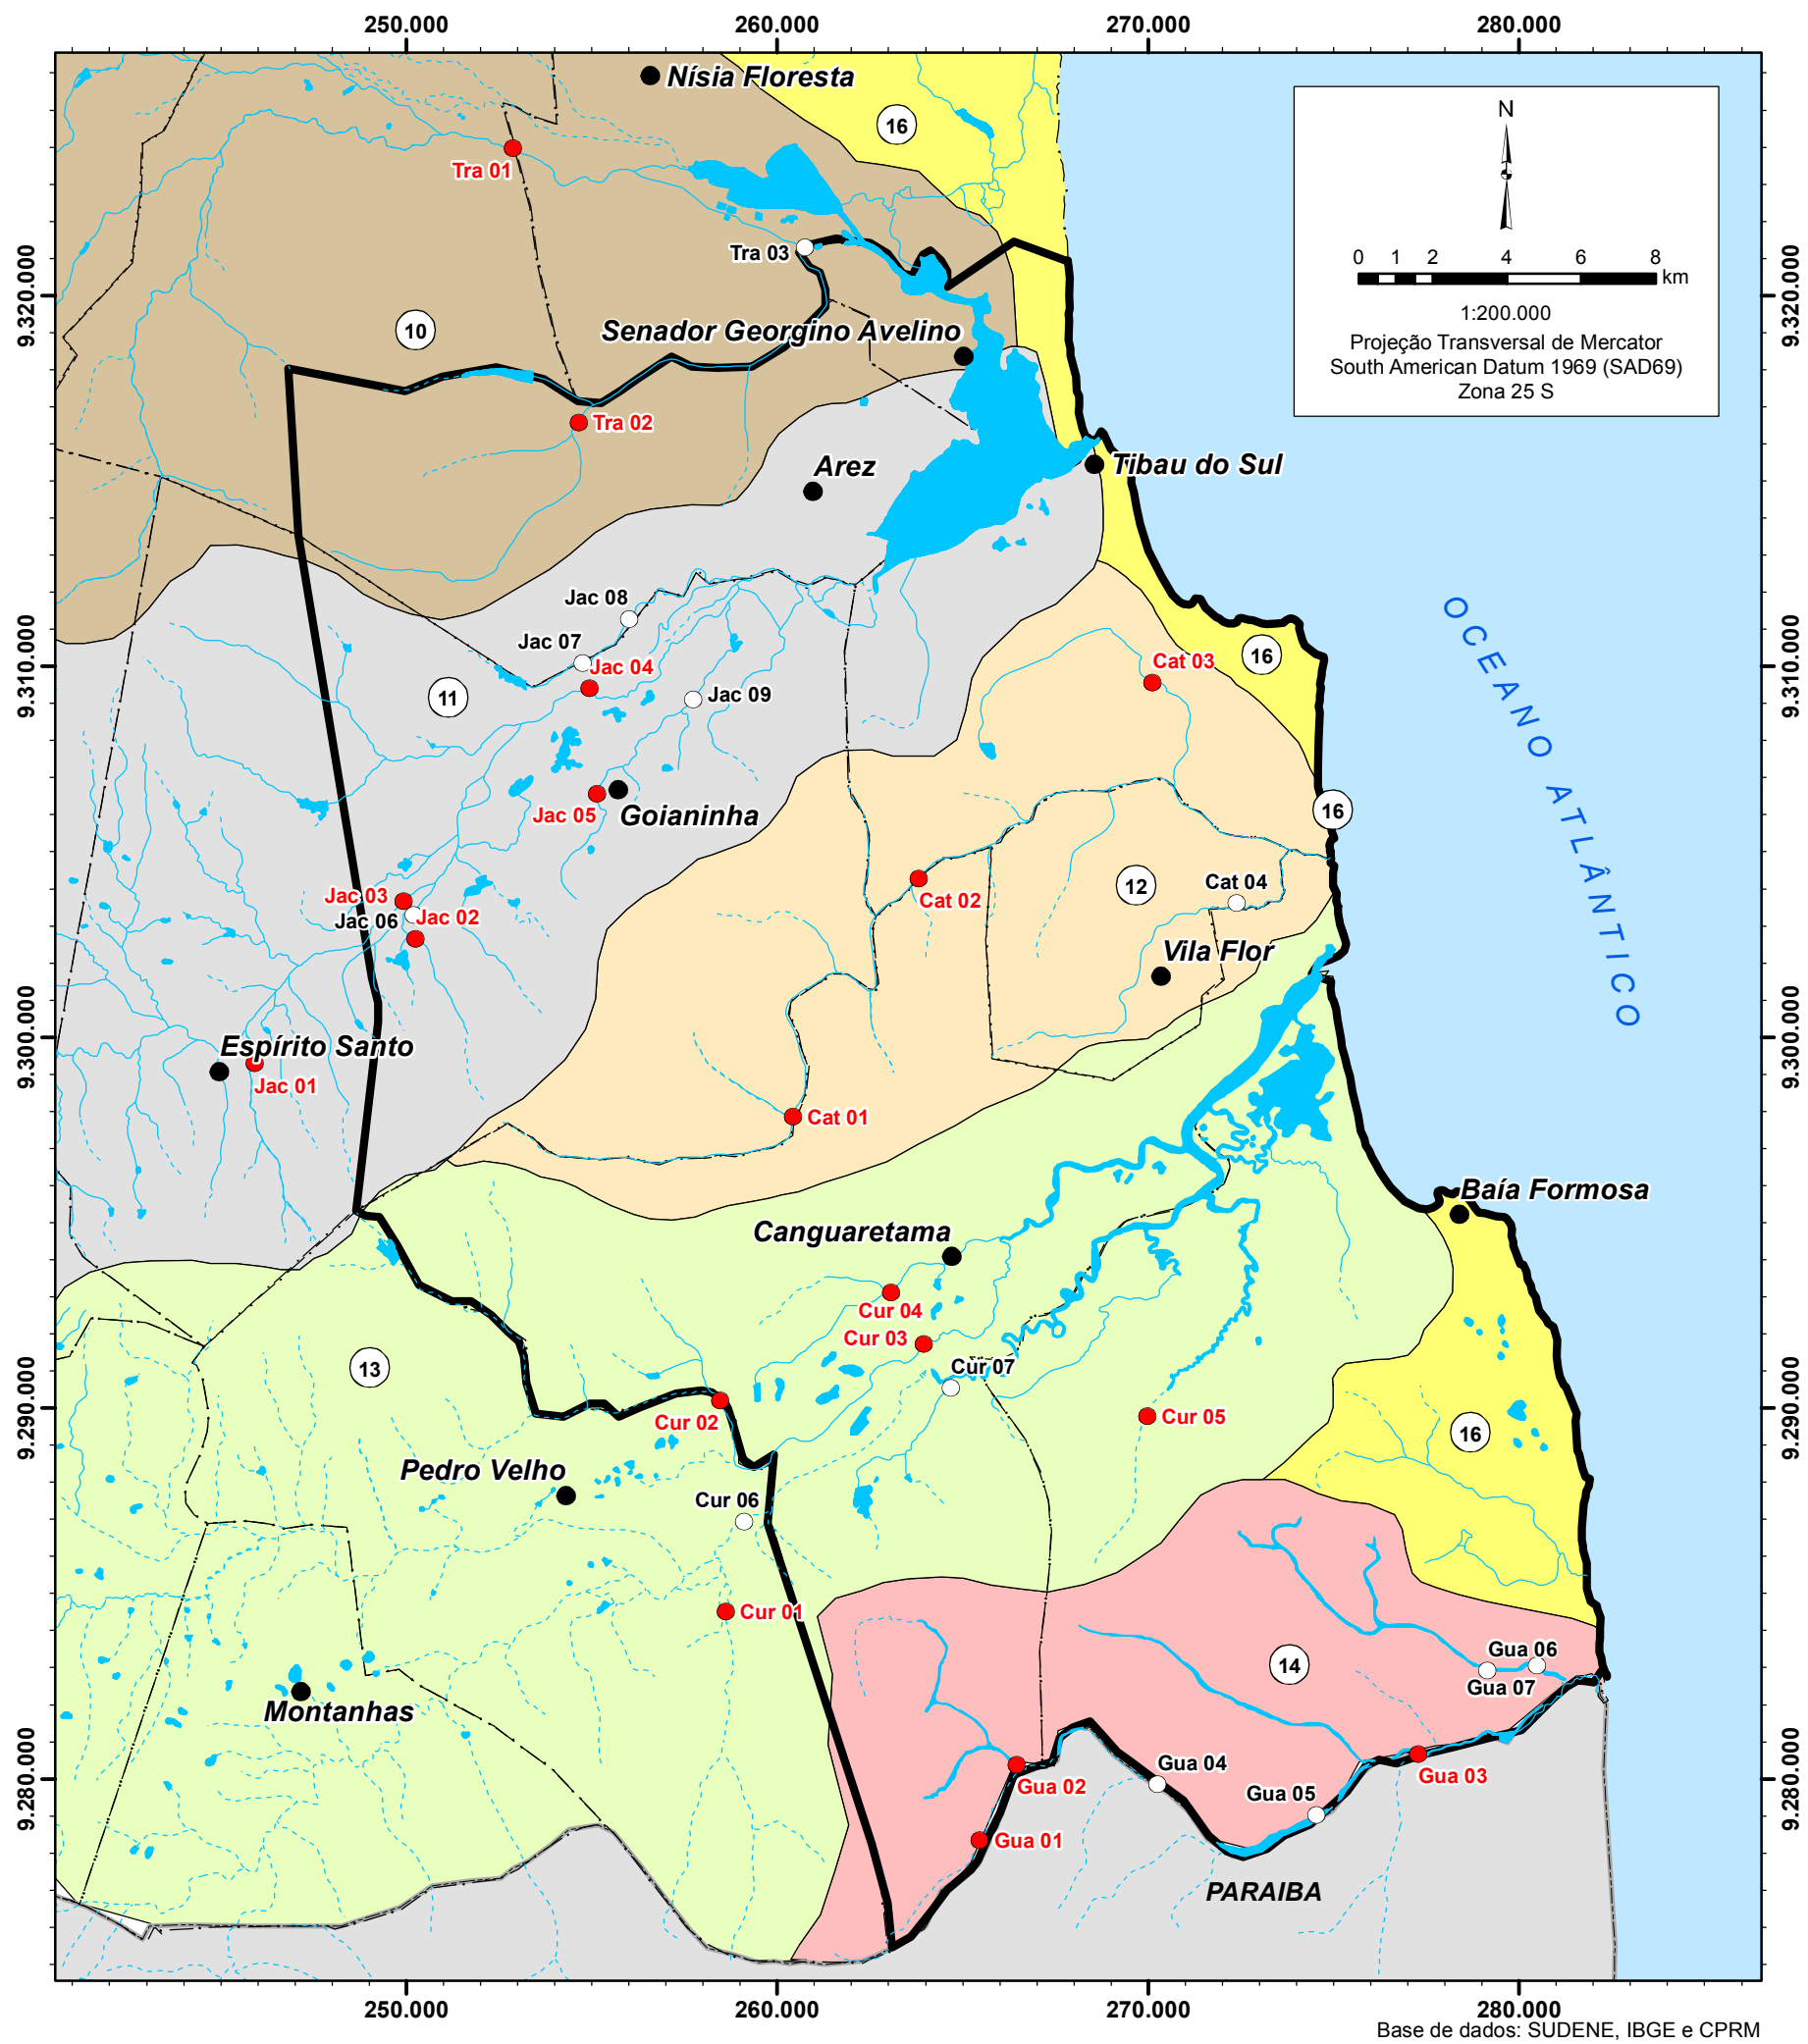 250.000
260.000
270.000
280.000
Nísia Floresta
16
N
Tra 01
Tra 03
0 1 2 4 6 8 km
9.320.000
9.320.000
1:200.000
Projeção Transversal de Mercator
South American Datum 1969 (SAD69)
Zona 25 S
10
Senador Georgino Avelino
Tra 02
Arez
Tibau do Sul
Jac 08
Jac 07
Jac 04
Cat 03
16
OCEANO ATLÂNTICO
9.310.000
9.310.000
11
Jac 09
Jac 05
Goianinha
16
Jac 03
Jac 06
Jac 02
Cat 02
12
Cat 04
Vila Flor
9.300.000
9.300.000
Espírito Santo
Jac 01
Cat 01
Baía Formosa
Canguaretama
Cur 04
Cur 03
13
Cur 07
Cur 02
Cur 05
9.290.000
9.290.000
16
Pedro Velho
Cur 06
Cur 01
Gua 06
14
Gua 07
Montanhas
9.280.000
9.280.000
Gua 02
Gua 04
Gua 05
Gua 03
Gua 01
PARAIBA
250.000
260.000
270.000
280.000
Base de dados: SUDENE, IBGE e CPRM